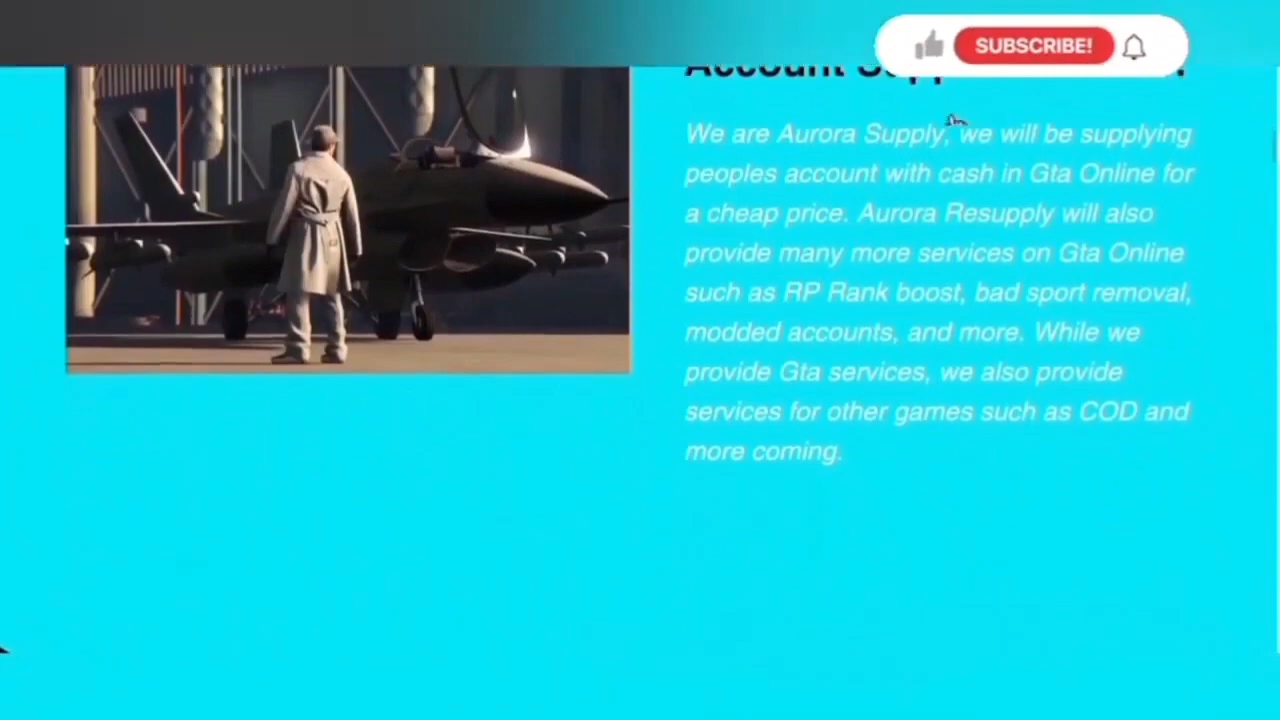 SUBSCRIBE!
Account
We are Aurora Supply, we will be supplying
peoples account with cash in Gta Online for
a cheap price. Aurora Resupply will also
provide many more services on Gta Online
such as RP Rank boost, bad sport removal,
modded accounts, and more. While we
provide Gta services, we also provide
services for other games such as COD and
more coming.